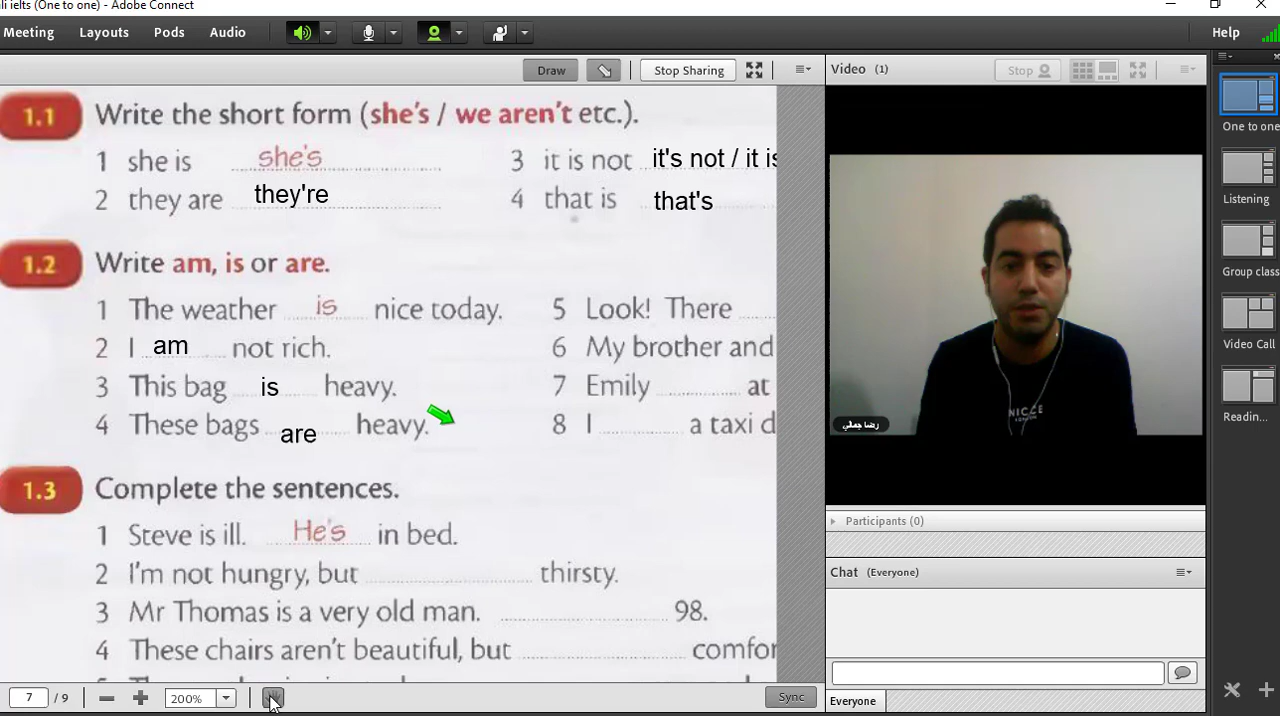 li ielts (One to one) - Adobe Connect
Meeting Layouts Pods Audio Help
Draw Stop Sharing
Video (1) Stop
One to one
Listening
Group class
Video Call
Readin...
1.1 Write the short form (she's / we aren't etc.).
1 she is she's
2 they are they're
3 it is not it's not / it is
4 that is that's
1.2 Write am, is or are.
1 The weather is nice today.
2 I am not rich.
3 This bag is heavy.
4 These bags are heavy.
5 Look! There
6 My brother and
7 Emily at
8 I a taxi d
1.3 Complete the sentences.
1 Steve is ill. He's in bed.
2 I'm not hungry, but thirsty.
3 Mr Thomas is a very old man. 98.
4 These chairs aren't beautiful, but comfor
NICCE
رضا جمالي
Participants (0)
Chat (Everyone)
Everyone
7 / 9 200% Sync